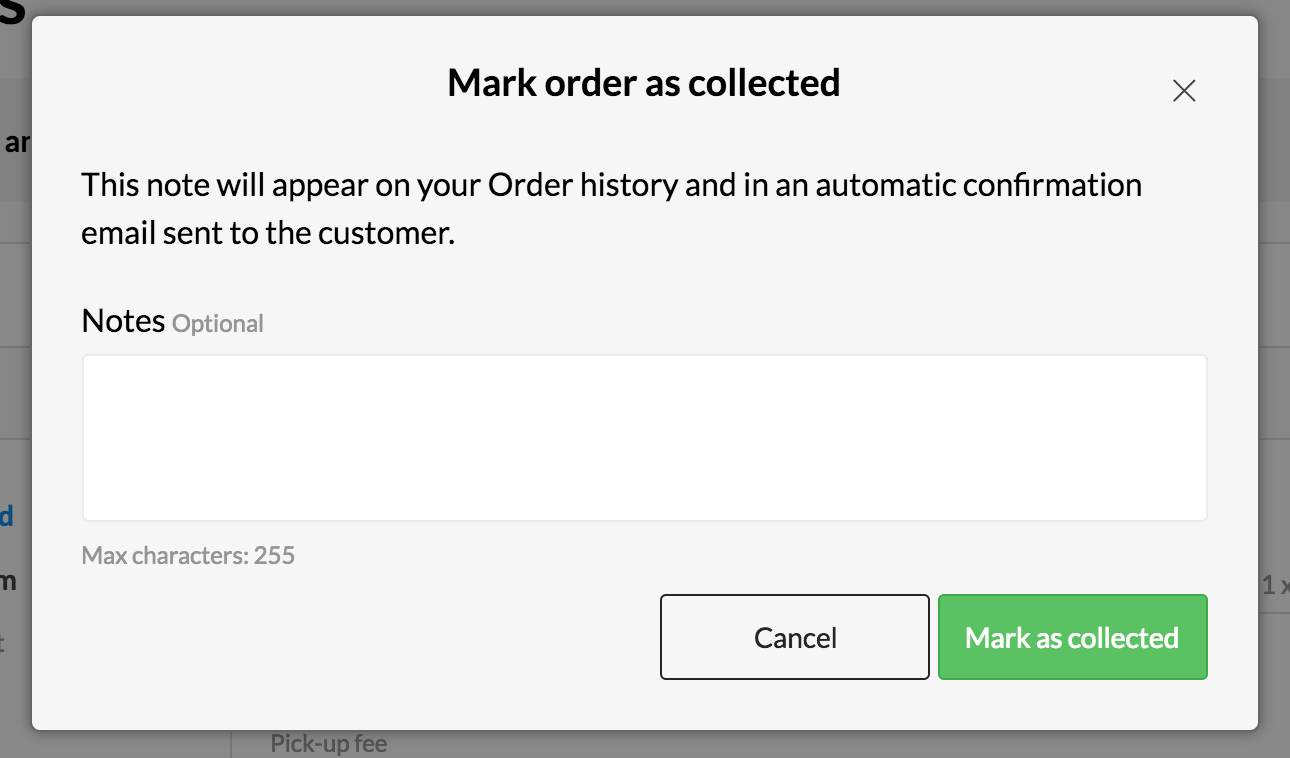 s
Mark order as collected
ar
This note will appear on your Order history and in an automatic confirmation
email sent to the customer.
Notes Optional
d
Max characters: 255
m
1 x
t
Cancel
Mark as collected
Pick-up fee